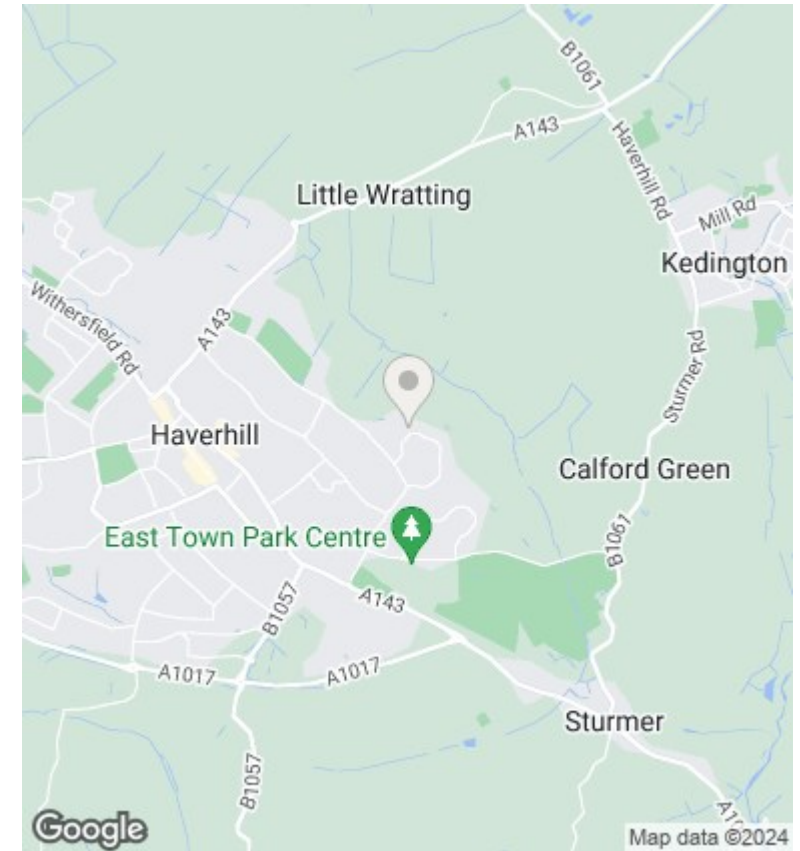 B1061
A143
Haverhill Rd
Little Wratting
Mill Rd
Kedington
Withersfield Rd
A143
Sturmer Rd
Haverhill
Calford Green
East Town Park Centre
B1061
B1057
A143
A1017
A1017
Sturmer
B1057
Google
Map data ©2024